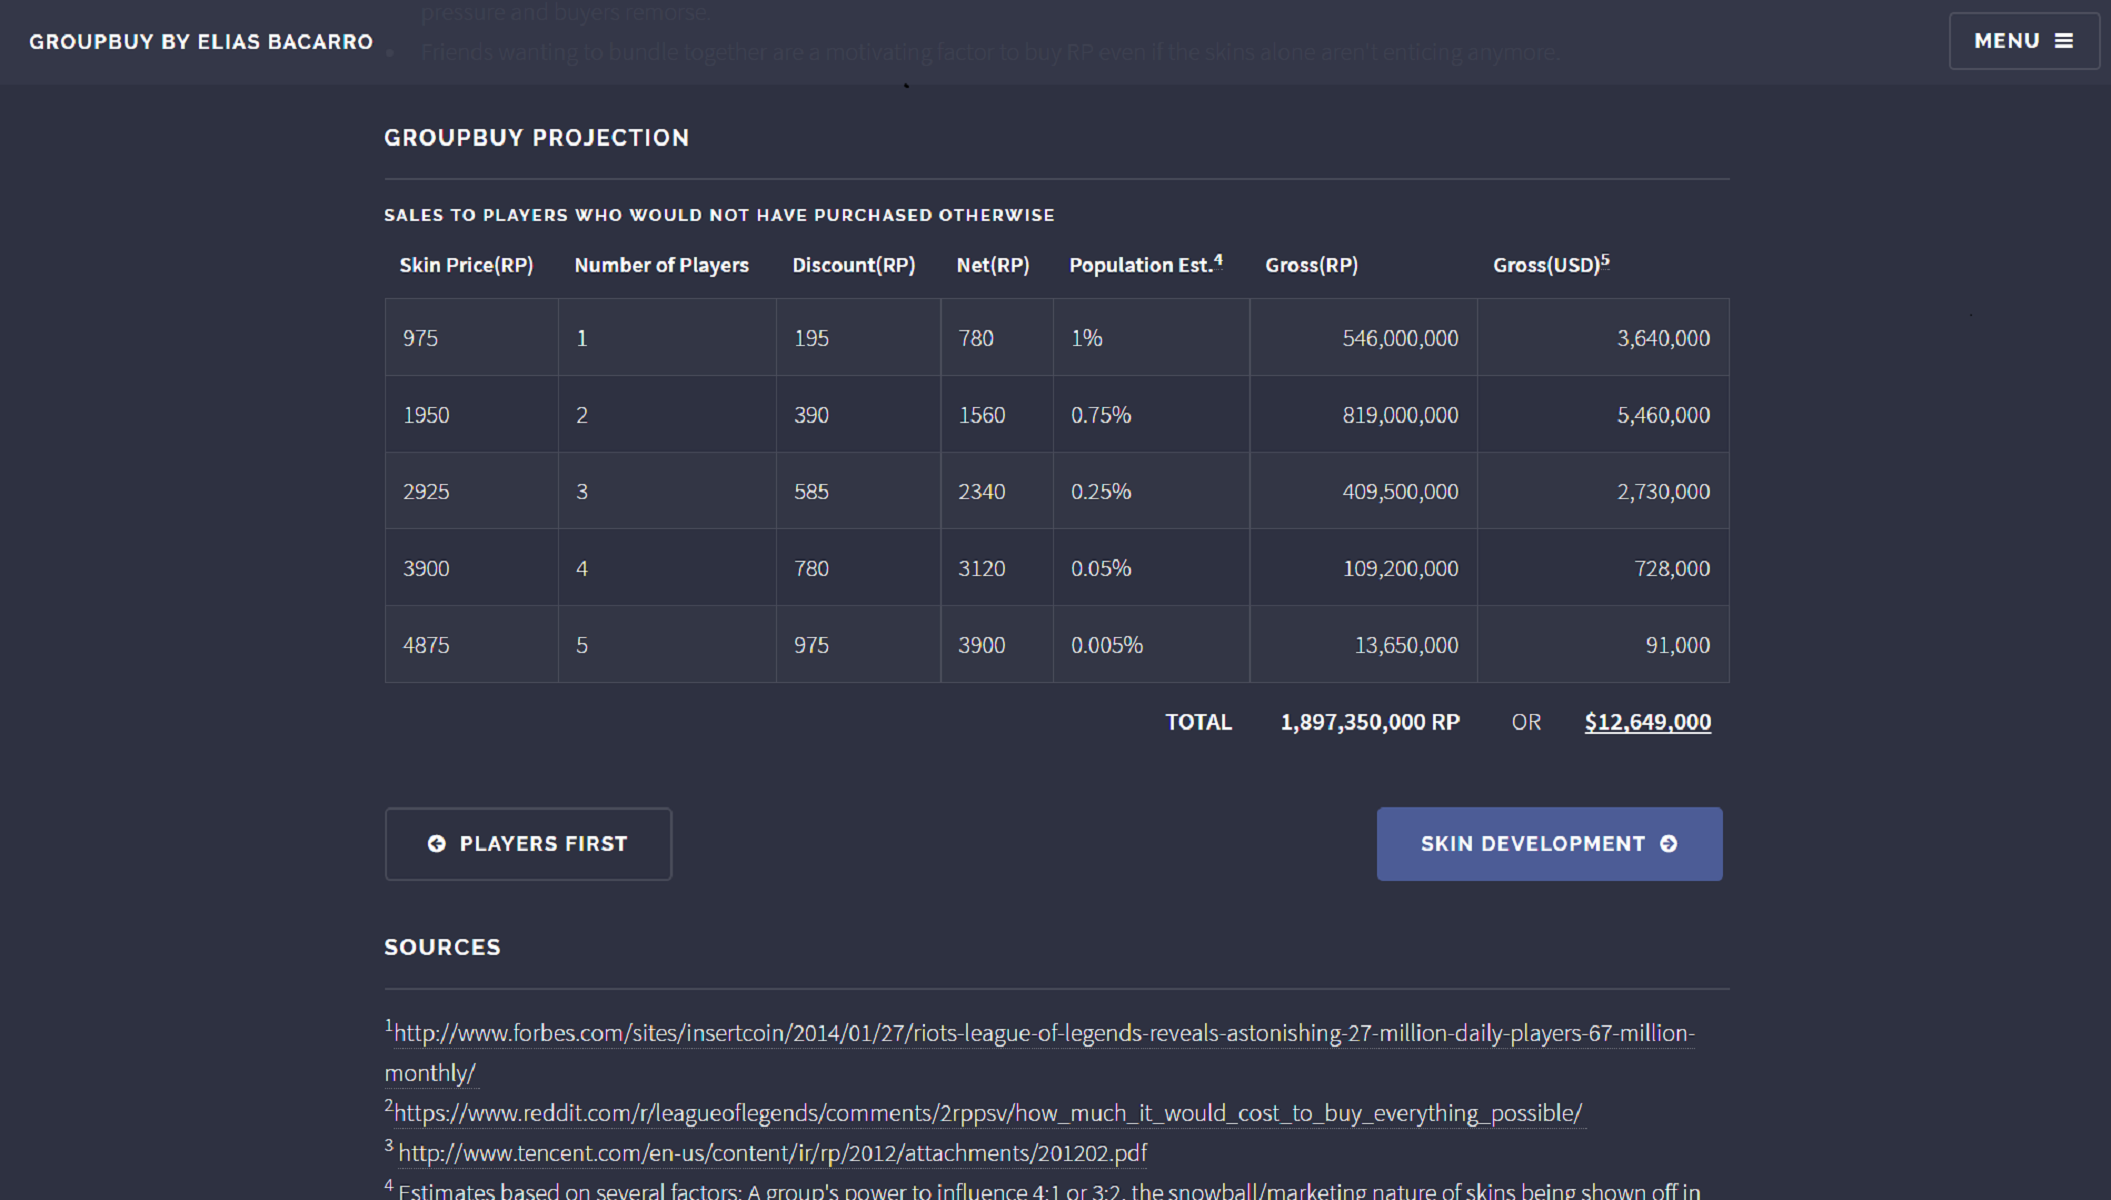 pressure and buyers remorse.
GROUPBUY BY ELIAS BACARRO
• Friends wanting to bundle together are a motivating factor to buy RP even if the skins alone aren't enticing anymore.
MENU
GROUPBUY PROJECTION
SALES TO PLAYERS WHO WOULD NOT HAVE PURCHASED OTHERWISE
Skin Price(RP) Number of Players Discount(RP) Net(RP) Population Est.4 Gross(RP) Gross(USD)5
975 1 195 780 1% 546,000,000 3,640,000
1950 2 390 1560 0.75% 819,000,000 5,460,000
2925 3 585 2340 0.25% 409,500,000 2,730,000
3900 4 780 3120 0.05% 109,200,000 728,000
4875 5 975 3900 0.005% 13,650,000 91,000
TOTAL 1,897,350,000 RP OR $12,649,000
PLAYERS FIRST SKIN DEVELOPMENT
SOURCES
1http://www.forbes.com/sites/insertcoin/2014/01/27/riots-league-of-legends-reveals-astonishing-27-million-daily-players-67-million-
monthly/
2https://www.reddit.com/r/leagueoflegends/comments/2rppsv/how_much_it_would_cost_to_buy_everything_possible/
3 http://www.tencent.com/en-us/content/ir/rp/2012/attachments/201202.pdf
4 Estimates based on several factors: A group's power to influence 4:1 or 3:2, the snowball/marketing nature of skins being shown off in